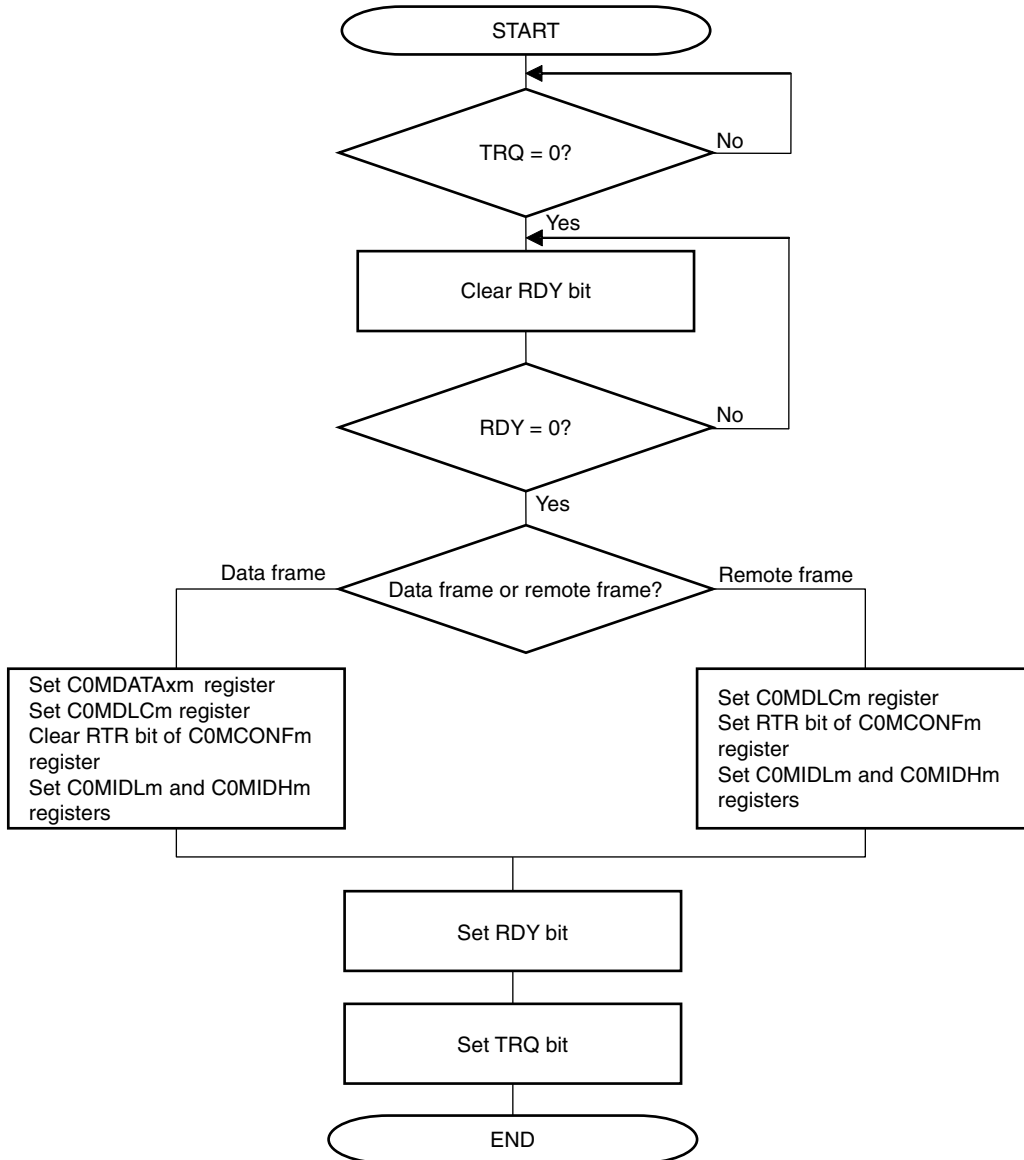 START
TRQ = 0?
No
Yes
Clear RDY bit
RDY = 0?
No
Yes
Data frame or remote frame?
Data frame
Remote frame
Set C0MDATAxm register
Set C0MDLCm register
Clear RTR bit of C0MCONFm
register
Set C0MIDLm and C0MIDHm
registers
Set C0MDLCm register
Set RTR bit of C0MCONFm
register
Set C0MIDLm and C0MIDHm
registers
Set RDY bit
Set TRQ bit
END